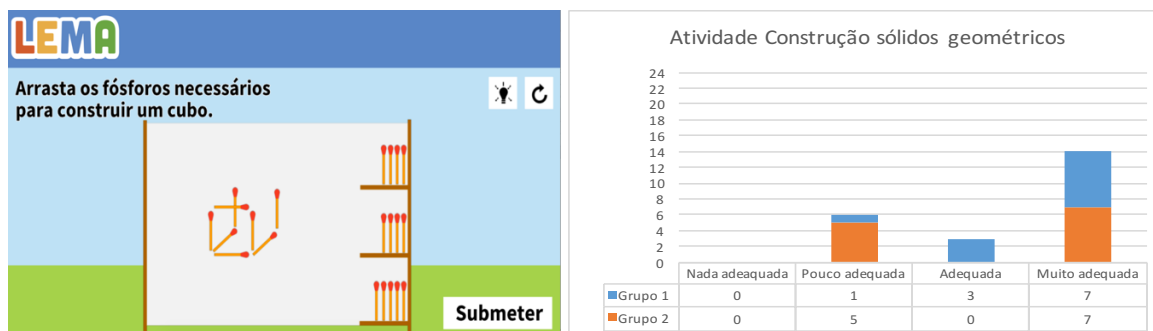 LEMA
Arrasta os fósforos necessários
para construir um cubo.
Submeter
Atividade Construção sólidos geométricos
24
22
20
18
16
14
12
10
8
6
4
2
0
Nada adeaquada Pouco adequada Adequada Muito adequada
Grupo 1 0 1 3 7
Grupo 2 0 5 0 7